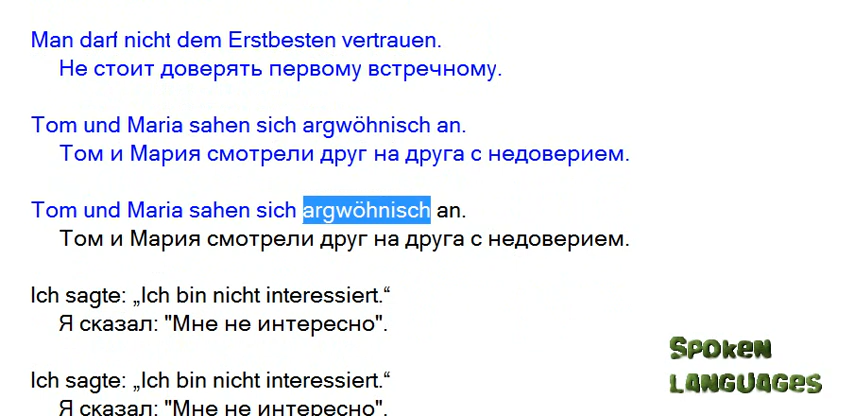 Man darf nicht dem Erstbesten vertrauen.
Не стоит доверять первому встречному.
Tom und Maria sahen sich argwöhnisch an.
Том и Мария смотрели друг на друга с недоверием.
Tom und Maria sahen sich argwöhnisch an.
Том и Мария смотрели друг на друга с недоверием.
Ich sagte: „Ich bin nicht interessiert.“
Я сказал: "Мне не интересно".
Ich sagte: „Ich bin nicht interessiert.“
Я сказал: "Мне не интересно".
Spoken
Languages